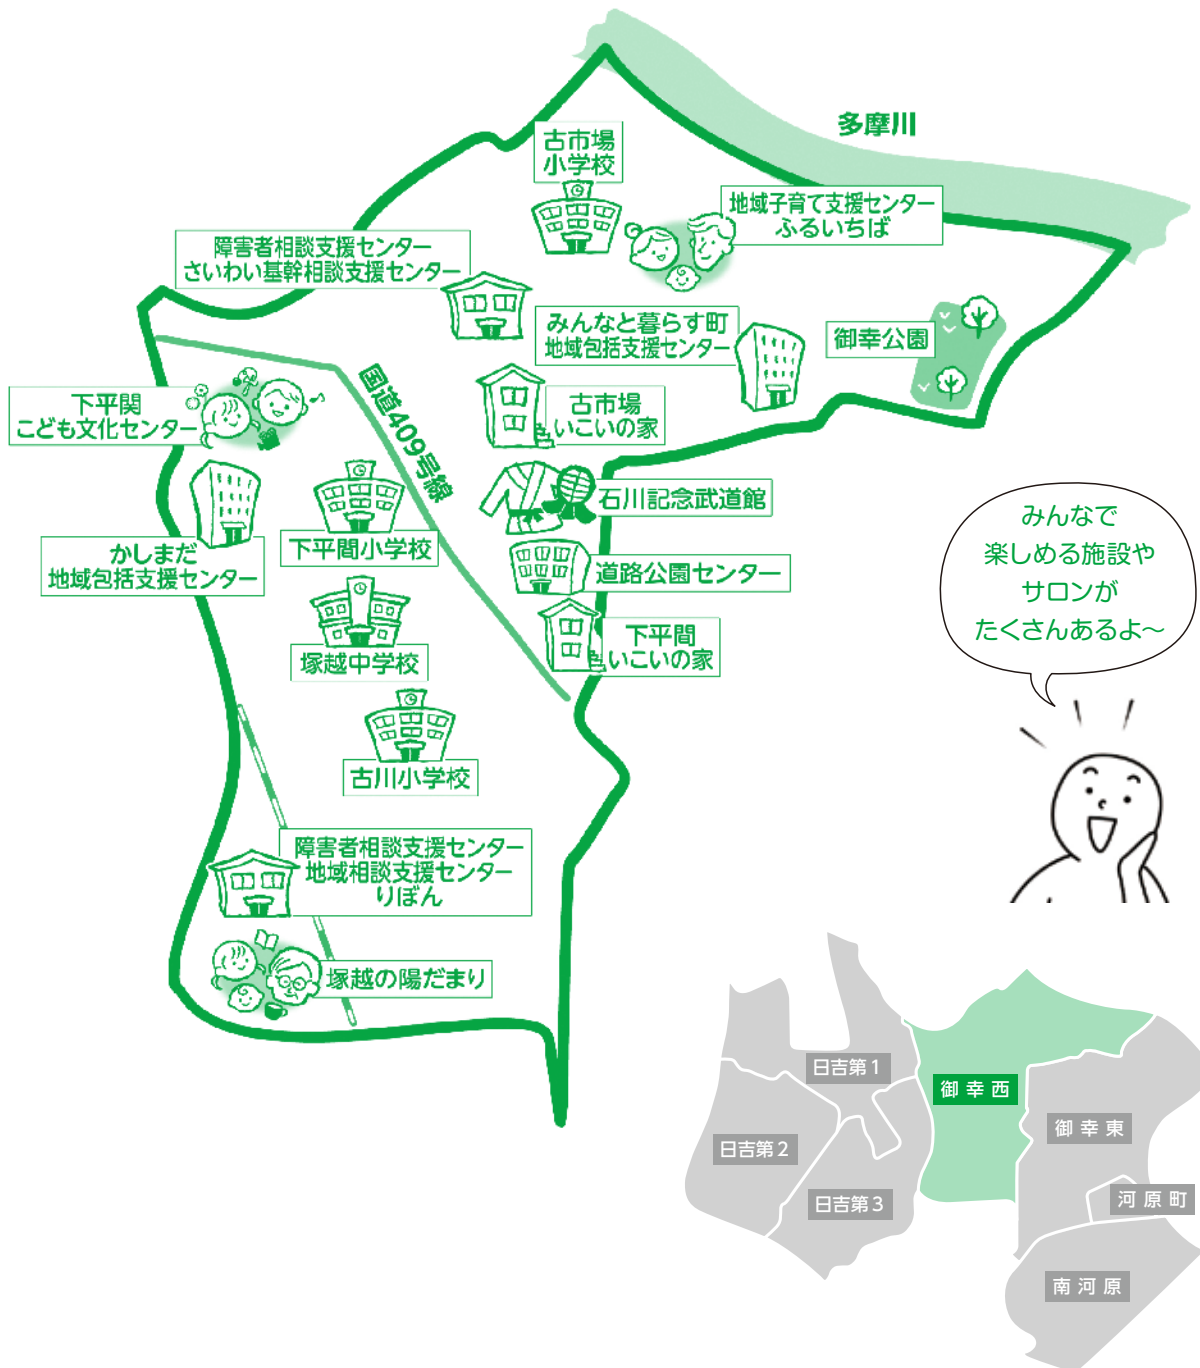 多摩川
古市場
小学校
地域子育て支援センター
ふるいちば
障害者相談支援センター
さいわい基幹相談支援センター
みんなと暮らす町
地域包括支援センター
御幸公園
国道409号線
下平関
こども文化センター
古市場
いこいの家
石川記念武道館
かしまだ
地域包括支援センター
下平間小学校
道路公園センター
塚越中学校
下平間
いこいの家
古川小学校
障害者相談支援センター
地域相談支援センター
りぼん
塚越の陽だまり
みんなで
楽しめる施設や
サロンが
たくさんあるよ～
日吉第1
御幸西
御幸東
日吉第2
日吉第3
河原町
南河原